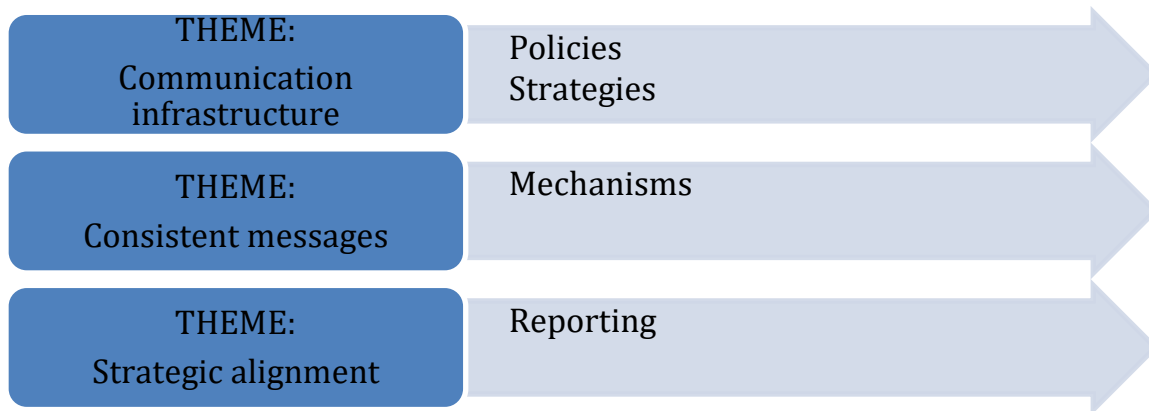 THEME:
Communication
infrastructure
Policies
Strategies
THEME:
Consistent messages
Mechanisms
THEME:
Strategic alignment
Reporting